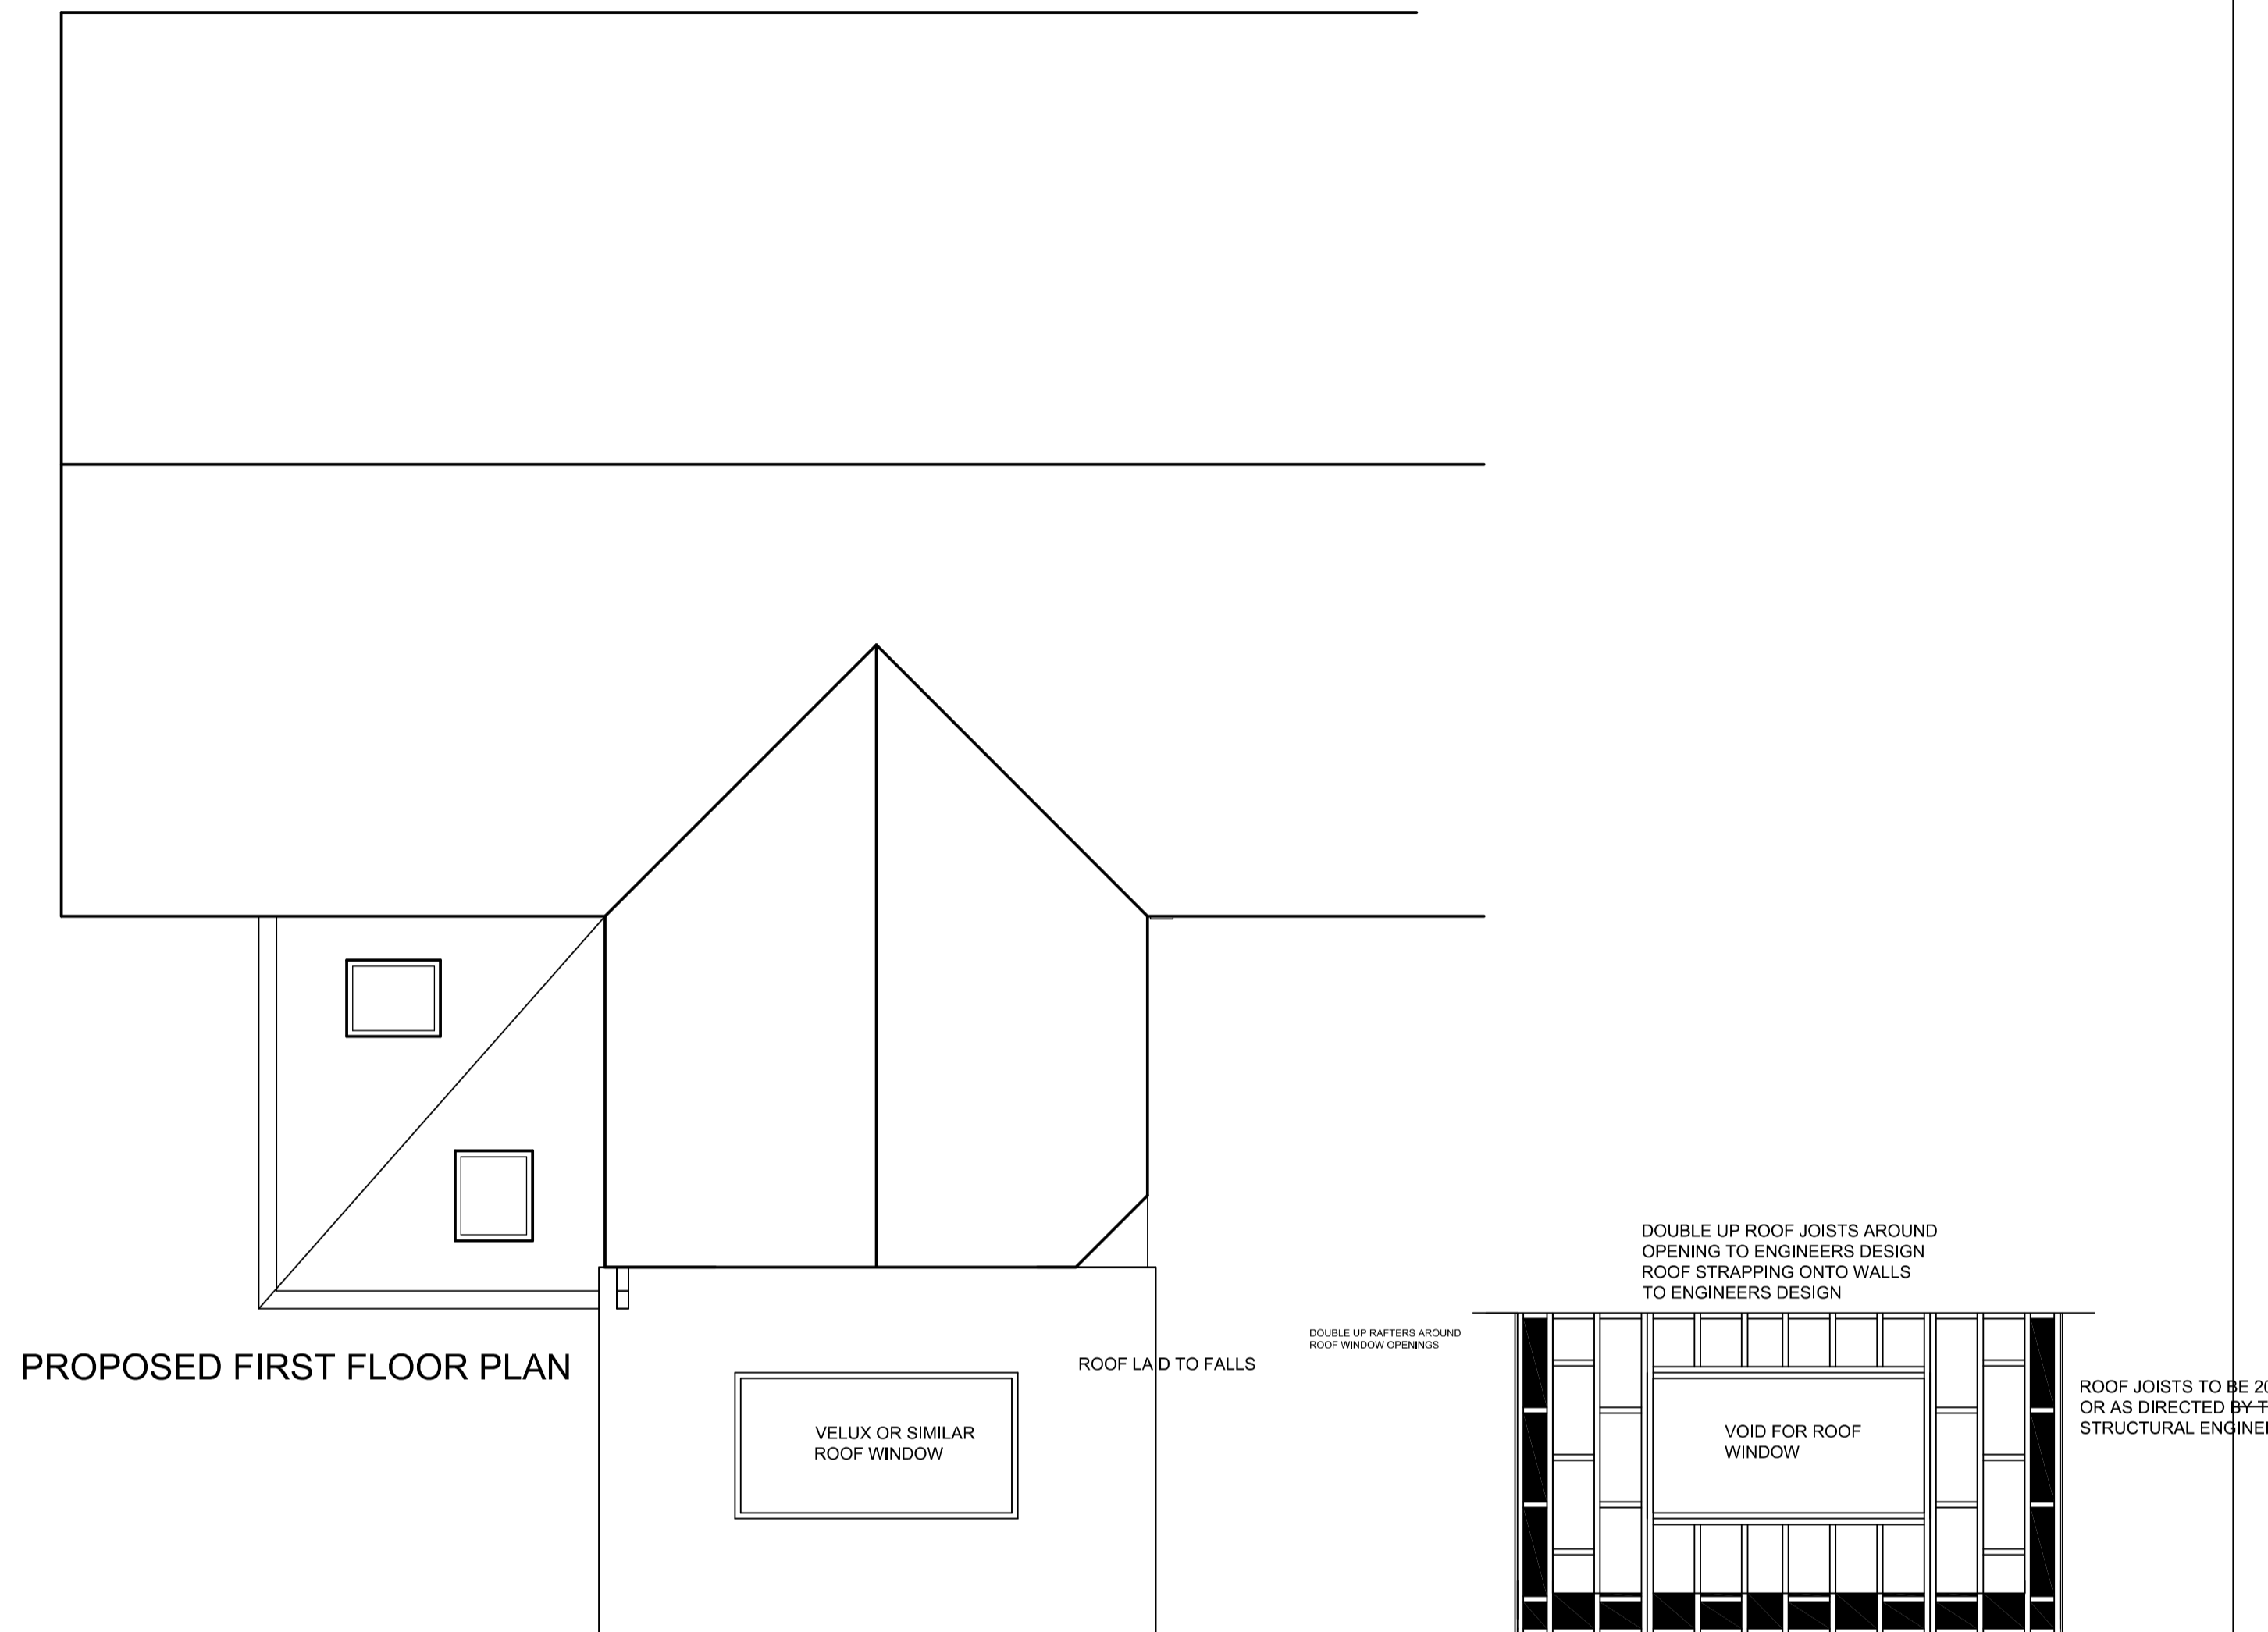 DOUBLE UP ROOF JOISTS AROUND
OPENING TO ENGINEERS DESIGN
ROOF STRAPPING ONTO WALLS
TO ENGINEERS DESIGN
DOUBLE UP RAFTERS AROUND
ROOF WINDOW OPENINGS
PROPOSED FIRST FLOOR PLAN
ROOF LAID TO FALLS
VELUX OR SIMILAR
ROOF WINDOW
VOID FOR ROOF
WINDOW
ROOF JOISTS TO BE
OR AS DIRECTED BY
STRUCTURAL